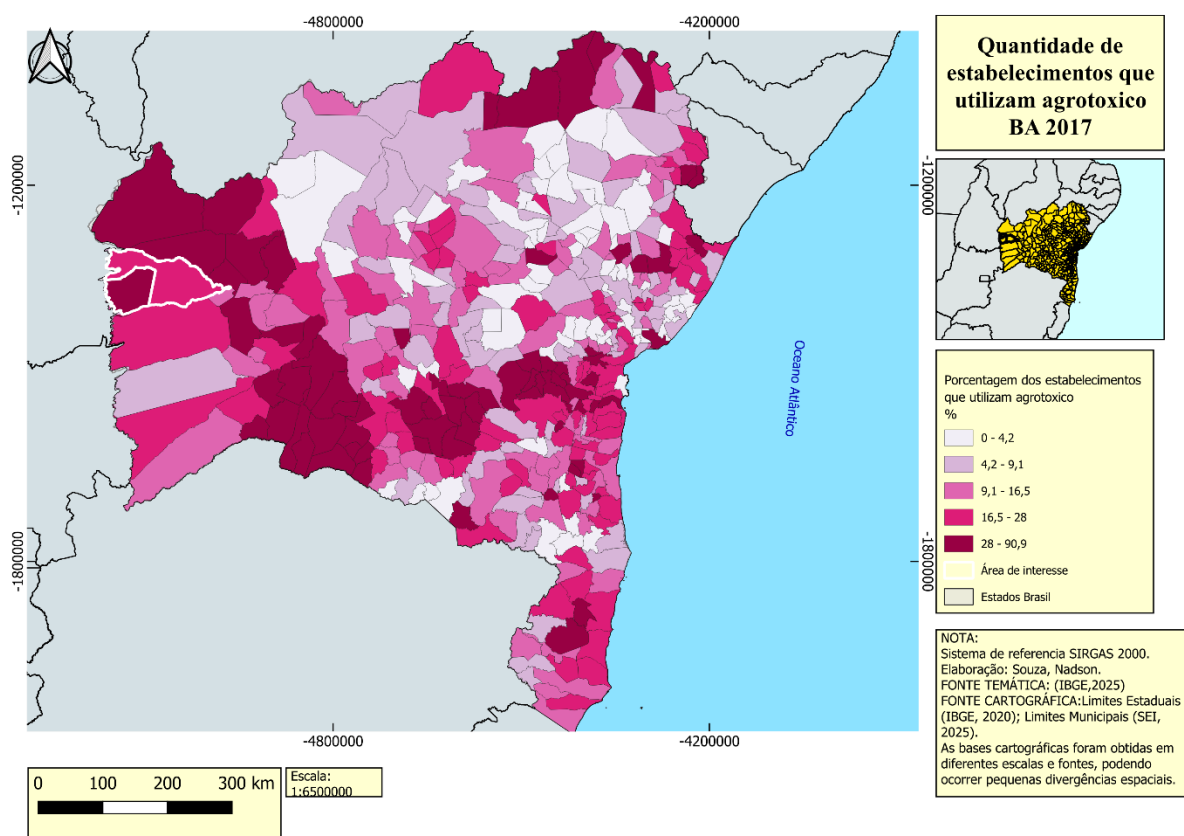 -4800000
-4200000
-1200000
-1800000
Oceano Atlântico
-1200000
-1800000
-4800000
-4200000
0 100 200 300 km
Escala:
1:6500000
Quantidade de
estabelecimentos que
utilizam agrotoxico
BA 2017
Porcentagem dos estabelecimentos
que utilizam agrotoxico
%
0 - 4,2
4,2 - 9,1
9,1 - 16,5
16,5 - 28
28 - 90,9
Área de interesse
Estados Brasil
NOTA:
Sistema de referencia SIRGAS 2000.
Elaboração: Souza, Nadson.
FONTE TEMÁTICA: (IBGE,2025)
FONTE CARTOGRÁFICA:Limites Estaduais
(IBGE, 2020); Limites Municipais (SEI,
2025).
As bases cartográficas foram obtidas em
diferentes escalas e fontes, podendo
ocorrer pequenas divergências espaciais.